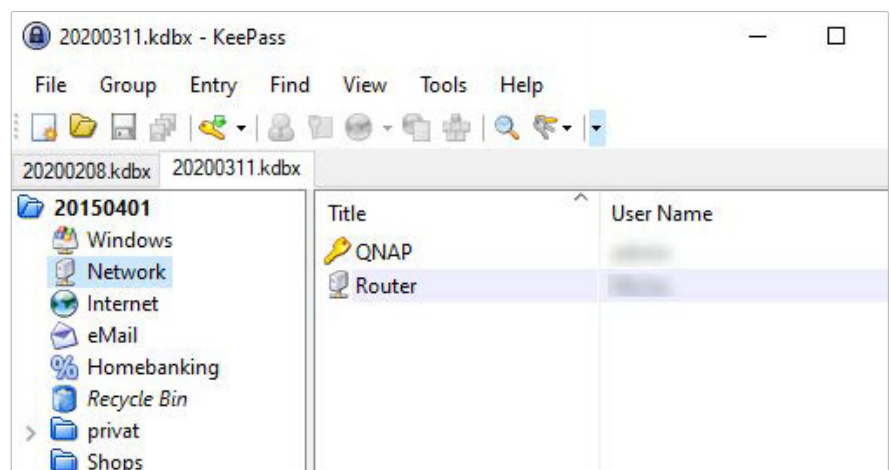 20200311.kdbx - KeePass
File Group Entry Find View Tools Help
20200208.kdbx 20200311.kdbx
20150401
Windows
Network
Internet
eMail
Homebanking
Recycle Bin
privat
Shops
Title User Name
QNAP
Router